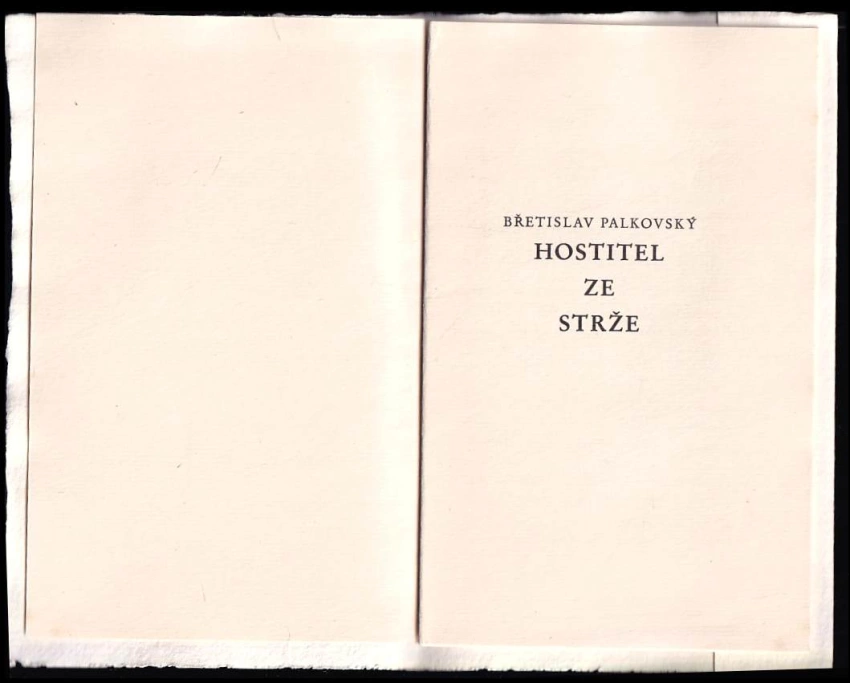 BŘETISLAV PALKOVSKÝ
HOSTITEL
ZE
STRŽE